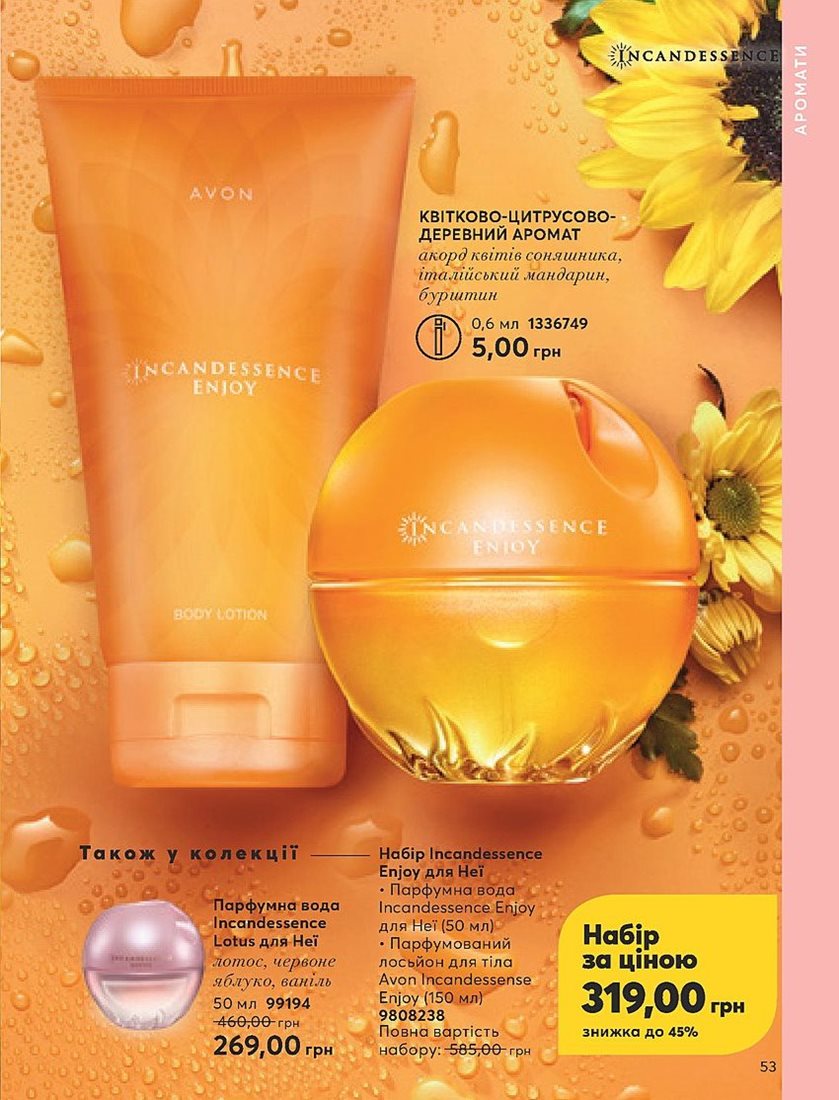 INCANDESSENCE
АРОМАТИ
AVON
INCANDESSENCE
ENJOY
BODY LOTION
КВІТКОВО-ЦИТРУСОВО-
ДЕРЕВНИЙ АРОМАТ
акорд квітів соняшника,
італійський мандарин,
бурштин
0,6 мл 1336749
5,00 грн
INCANDESSENCE
ENJOY
Також у колекції
Парфумна вода
Incandessence
Lotus для Неї
лотос, червоне
яблуко, ваніль
50 мл 99194
460,00 грн
269,00 грн
Набір Incandessence
Enjoy для Неї
• Парфумна вода
Incandessence Enjoy
для Неї (50 мл)
• Парфумований
лосьйон для тіла
Avon Incandessense
Enjoy (150 мл)
9808238
Повна вартість
набору: 585,00 грн
Набір
за ціною
319,00 грн
знижка до 45%
53